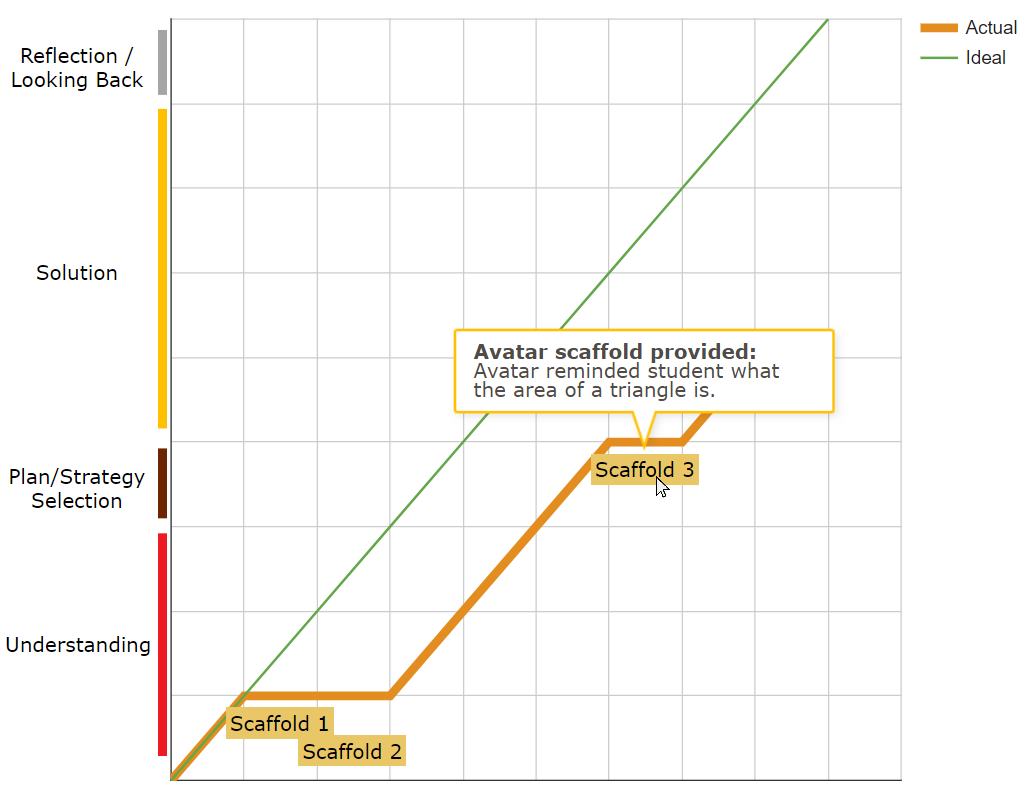 Reflection /
Looking Back
Solution
Plan/Strategy
Selection
Understanding
Actual
Ideal
Avatar scaffold provided:
Avatar reminded student what
the area of a triangle is.
Scaffold 3
Scaffold 1
Scaffold 2